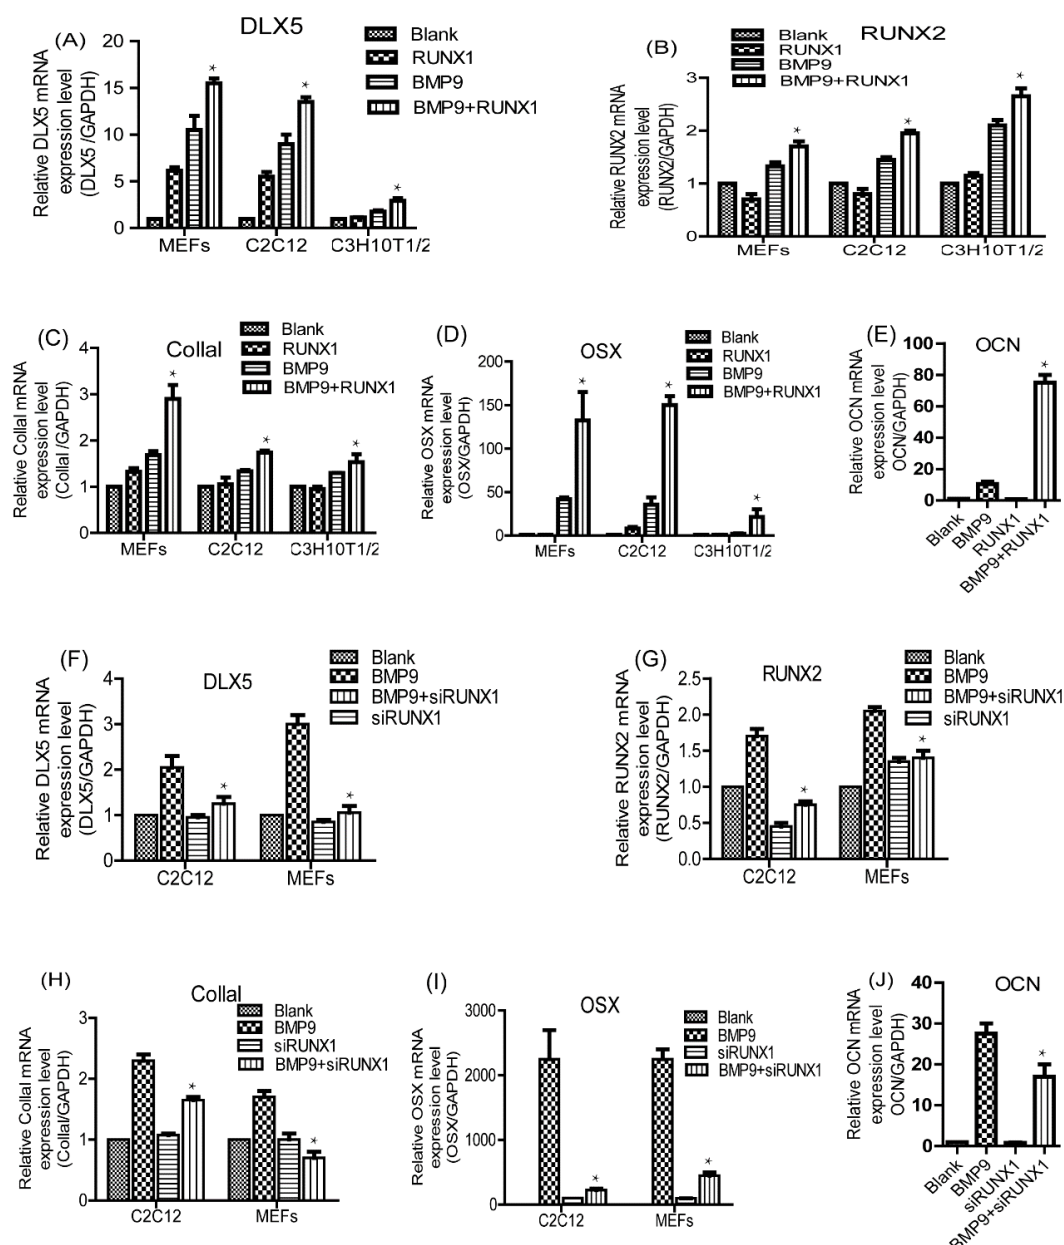 (A)
DLX5
Relative DLX5 mRNA
expression level
(DLX5 /GAPDH)
20
15
10
5
0
Blank
RUNX1
BMP9
BMP9+RUNX1
*
*
*
MEFs
C2C12
C3H10T1/2
(B)
RUNX2
Relative RUNX2 mRNA
expression level
(RUNX2/GAPDH)
3
2
1
0
Blank
RUNX1
BMP9
BMP9+RUNX1
*
*
*
MEFs
C2C12
C3H10T1/2
(C)
Collal
Relative Collal mRNA
expression level
(Collal /GAPDH)
4
3
2
1
0
Blank
RUNX1
BMP9
BMP9+RUNX1
*
*
*
MEFs
C2C12
C3H10T1/2
(D)
OSX
Relative OSX mRNA
expression level
(OSX/GAPDH)
200
150
100
50
0
Blank
RUNX1
BMP9
BMP9+RUNX1
*
*
*
MEFs
C2C12
C3H10T1/2
(E)
OCN
Relative OCN mRNA
expression level
OCN/GAPDH)
100
80
60
40
20
0
*
Blank
BMP9
RUNX1
BMP9+RUNX1
(F)
DLX5
Relative DLX5 mRNA
expression level
(DLX5/GAPDH)
4
3
2
1
0
Blank
BMP9
BMP9+siRUNX1
siRUNX1
*
*
C2C12
MEFs
(G)
RUNX2
Relative RUNX2 mRNA
expression level
(RUNX2/GAPDH)
2.5
2.0
1.5
1.0
0.5
0.0
Blank
BMP9
BMP9+siRUNX1
siRUNX1
*
*
C2C12
MEFs
(H)
Collal
Relative Collal mRNA
expression level
(Collal/GAPDH)
3
2
1
0
Blank
BMP9
siRUNX1
BMP9+siRUNX1
*
*
C2C12
MEFs
(I)
OSX
Relative OSX mRNA
expression level
(OSX/GAPDH)
3000
2000
1000
0
Blank
BMP9
siRUNX1
BMP9+siRUNX1
*
*
C2C12
MEFs
(J)
OCN
Relative OCN mRNA
expression level
OCN/GAPDH)
40
30
20
10
0
*
Blank
BMP9
siRUNX1
BMP9+siRUNX1